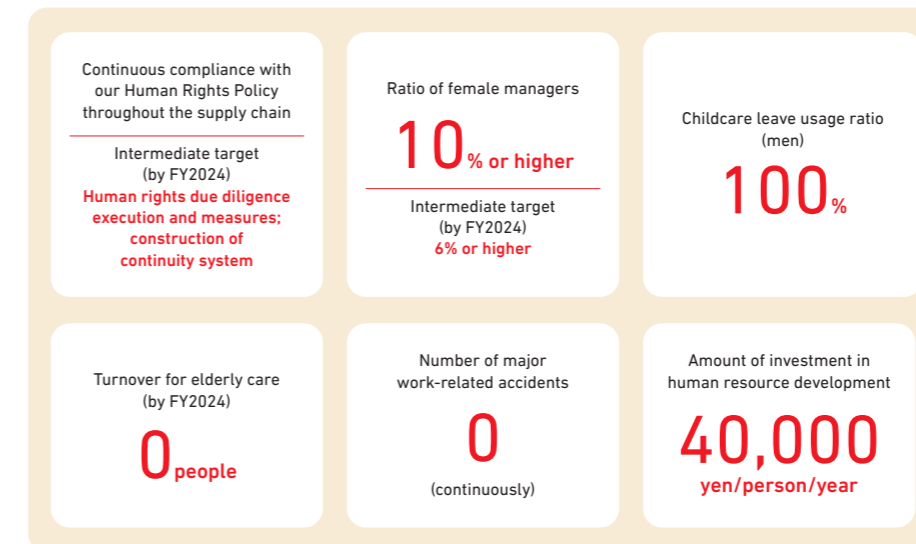 Continuous compliance with
our Human Rights Policy
throughout the supply chain
Intermediate target
(by FY2024)
Human rights due diligence
execution and measures;
construction of
continuity system
Ratio of female managers
10% or higher
Intermediate target
(by FY2024)
6% or higher
Childcare leave usage ratio
(men)
100%
Turnover for elderly care
(by FY2024)
0 people
Number of major
work-related accidents
0
(continuously)
Amount of investment in
human resource development
40,000
yen/person/year